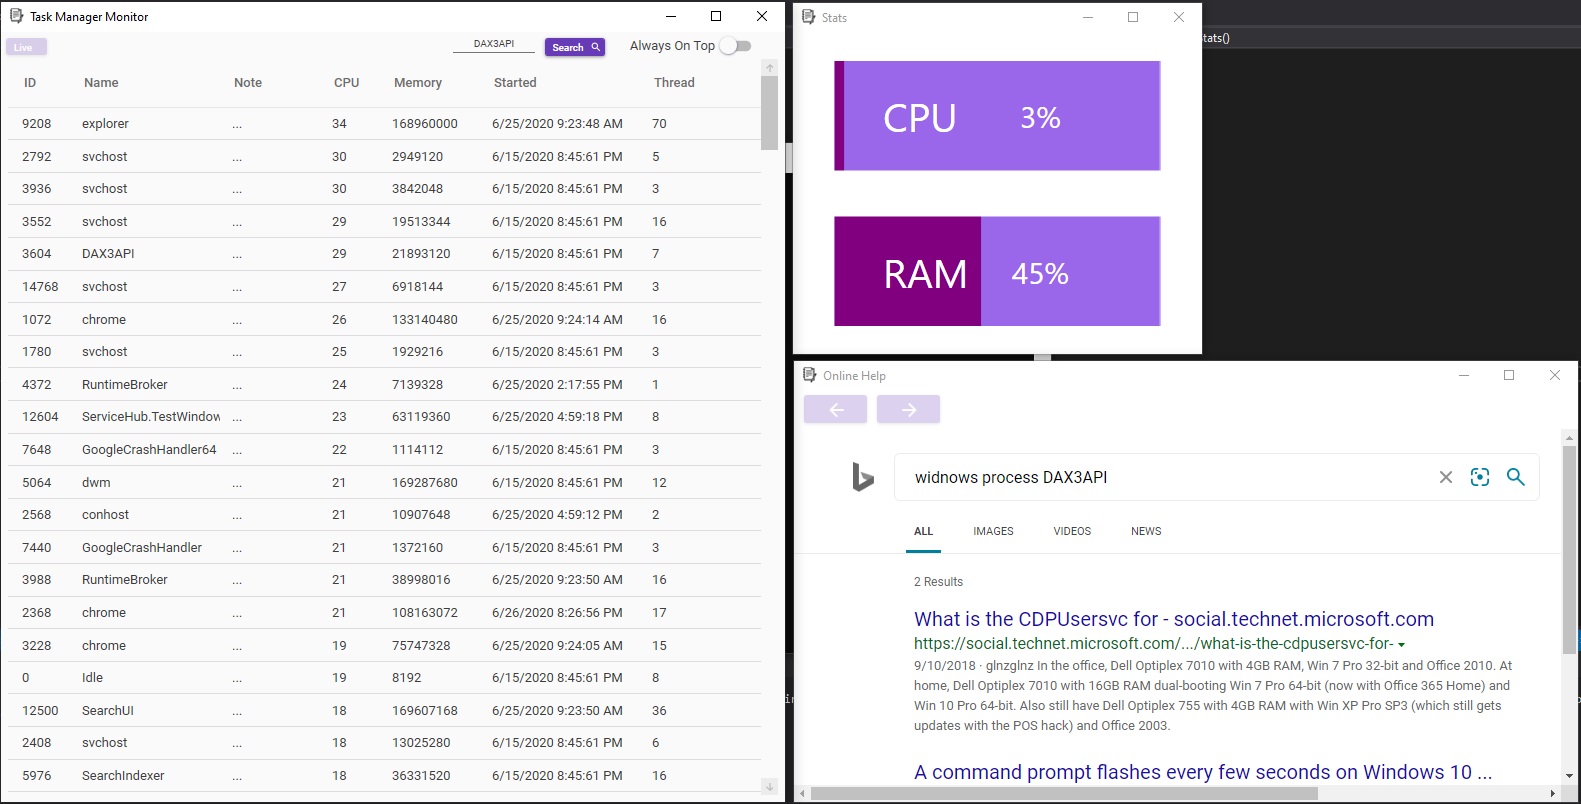 Task Manager Monitor
Live
DAX3API
Search
Always On Top
ID Name Note CPU Memory Started Thread
9208 explorer ... 34 168960000 6/25/2020 9:23:48 AM 70
2792 svchost ... 30 2949120 6/15/2020 8:45:61 PM 5
3936 svchost ... 30 3842048 6/15/2020 8:45:61 PM 3
3552 svchost ... 29 19513344 6/15/2020 8:45:61 PM 16
3604 DAX3API ... 29 21893120 6/15/2020 8:45:61 PM 7
14768 svchost ... 27 6918144 6/15/2020 8:45:61 PM 3
1072 chrome ... 26 133140480 6/25/2020 9:24:14 AM 16
1780 svchost ... 25 1929216 6/15/2020 8:45:61 PM 3
4372 RuntimeBroker ... 24 7139328 6/25/2020 2:17:55 PM 1
12604 ServiceHub.TestWindow ... 23 63119360 6/25/2020 4:59:18 PM 8
7648 GoogleCrashHandler64 ... 22 1114112 6/15/2020 8:45:61 PM 3
5064 dwm ... 21 169287680 6/15/2020 8:45:61 PM 12
2568 conhost ... 21 10907648 6/25/2020 4:59:12 PM 2
7440 GoogleCrashHandler ... 21 1372160 6/15/2020 8:45:61 PM 3
3988 RuntimeBroker ... 21 38998016 6/25/2020 9:23:50 AM 16
2368 chrome ... 21 108163072 6/26/2020 8:26:56 PM 17
3228 chrome ... 19 75747328 6/25/2020 9:24:05 AM 15
0 Idle ... 19 8192 6/15/2020 8:45:61 PM 8
12500 SearchUI ... 18 169607168 6/25/2020 9:23:50 AM 36
2408 svchost ... 18 13025280 6/15/2020 8:45:61 PM 6
5976 SearchIndexer ... 18 36331520 6/15/2020 8:45:61 PM 16
Stats
CPU 3%
RAM 45%
tats()
Online Help
widnows process DAX3API
ALL IMAGES VIDEOS NEWS
2 Results
What is the CDPUsersvc for - social.technet.microsoft.com
https://social.technet.microsoft.com/.../what-is-the-cdpusersvc-for-
9/10/2018 · glnzglnz In the office, Dell Optiplex 7010 with 4GB RAM, Win 7 Pro 32-bit and Office 2010. At
home, Dell Optiplex 7010 with 16GB RAM dual-booting Win 7 Pro 64-bit (now with Office 365 Home) and
Win 10 Pro 64-bit. Also still have Dell Optiplex 755 with 4GB RAM with Win XP Pro SP3 (which still gets
updates with the POS hack) and Office 2003.
A command prompt flashes every few seconds on Windows 10 ...